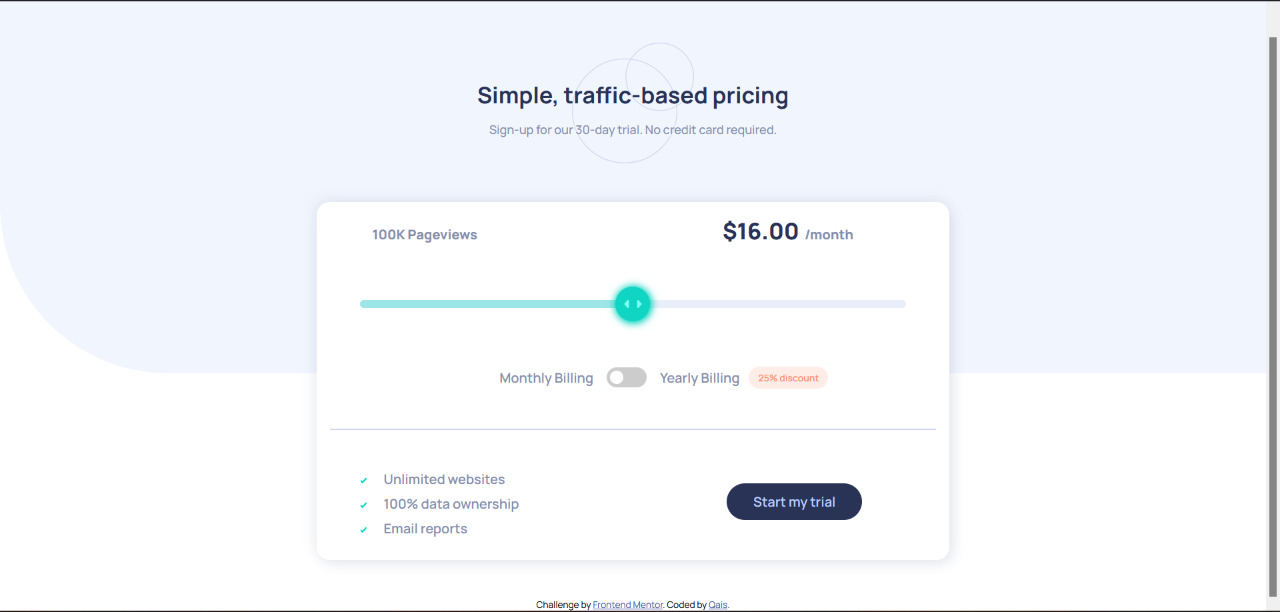 Simple, traffic-based pricing
Sign-up for our 30-day trial. No credit card required.
100K Pageviews
$16.00 /month
Monthly Billing
Yearly Billing
25% discount
Unlimited websites
100% data ownership
Email reports
Start my trial
Challenge by Frontend Mentor. Coded by Qais.